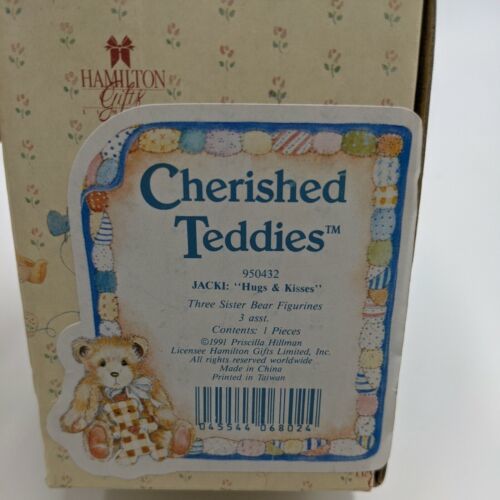 HAMILTON
Gifts
Cherished
Teddies™
950432
JACKI: "Hugs & Kisses"
Three Sister Bear Figurines
3 asst.
Contents: 1 Pieces
©1991 Priscilla Hillman
Licensee Hamilton Gifts Limited, Inc.
All rights reserved worldwide
Made in China
Printed in Taiwan
045544 068024